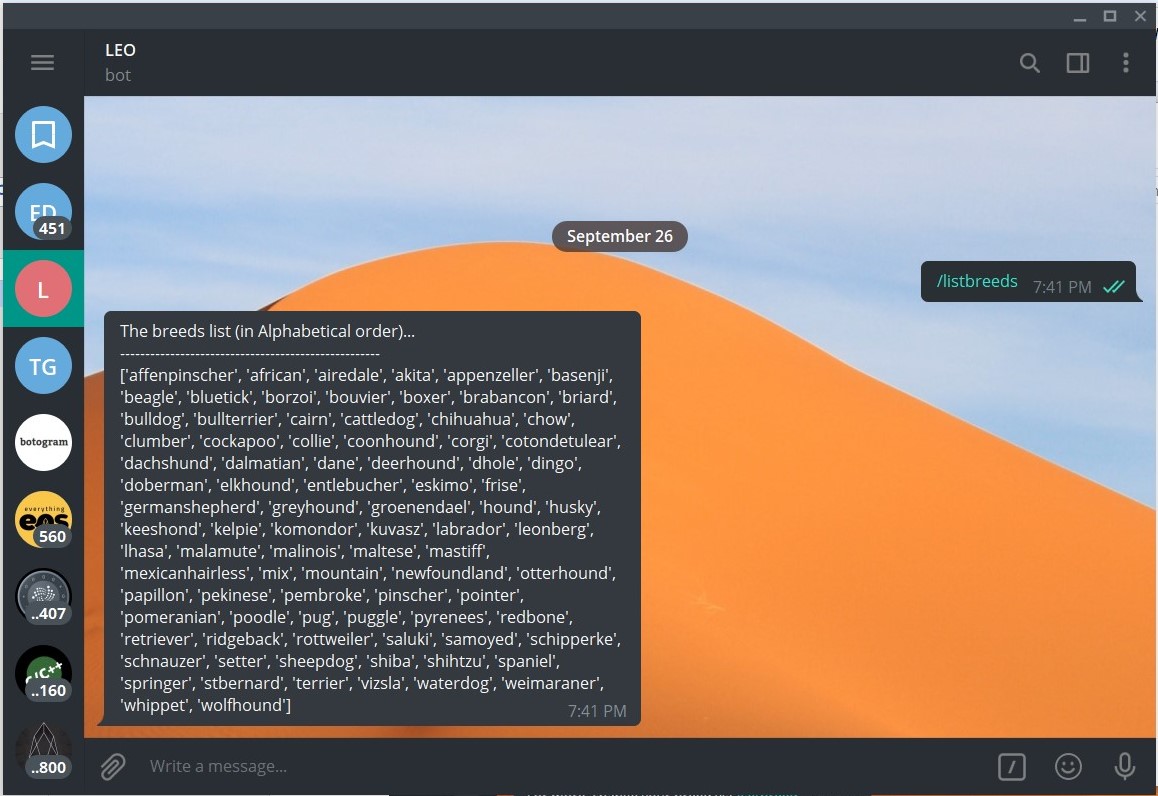 LEO
bot
ED
451
L
TG
botogram
everything
eos
560
..407
C/C++
..160
..800
September 26
/listbreeds 7:41 PM
The breeds list (in Alphabetical order)...
----------------------------------------------------
['affenpinscher', 'african', 'airedale', 'akita', 'appenzeller', 'basenji',
'beagle', 'bluetick', 'borzoi', 'bouvier', 'boxer', 'brabancon', 'briard',
'bulldog', 'bullterrier', 'cairn', 'cattledog', 'chihuahua', 'chow',
'clumber', 'cockapoo', 'collie', 'coonhound', 'corgi', 'cotondetulear',
'dachshund', 'dalmatian', 'dane', 'deerhound', 'dhole', 'dingo',
'doberman', 'elkhound', 'entlebucher', 'eskimo', 'frise',
'germanshepherd', 'greyhound', 'groenendael', 'hound', 'husky',
'keeshond', 'kelpie', 'komondor', 'kuvasz', 'labrador', 'leonberg',
'lhasa', 'malamute', 'malinois', 'maltese', 'mastiff',
'mexicanhairless', 'mix', 'mountain', 'newfoundland', 'otterhound',
'papillon', 'pekinese', 'pembroke', 'pinscher', 'pointer',
'pomeranian', 'poodle', 'pug', 'puggle', 'pyrenees', 'redbone',
'retriever', 'ridgeback', 'rottweiler', 'saluki', 'samoyed', 'schipperke',
'schnauzer', 'setter', 'sheepdog', 'shiba', 'shihtzu', 'spaniel',
'springer', 'stbernard', 'terrier', 'vizsla', 'waterdog', 'weimaraner',
'whippet', 'wolfhound']
7:41 PM
Write a message...